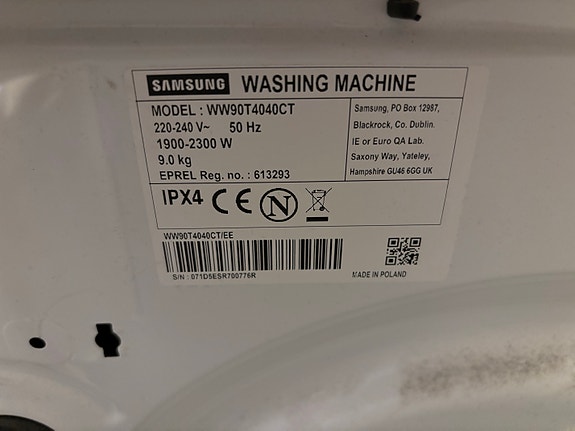 SAMSUNG WASHING MACHINE
MODEL : WW90T4040CT
220-240 V~ 50 Hz
1900-2300 W
9.0 kg
EPREL Reg. no. : 613293
Samsung, PO Box 12987,
Blackrock, Co. Dublin.
IE or Euro QA Lab.
Saxony Way, Yateley,
Hampshire GU46 6GG UK
IPX4 CE N
WW90T4040CT/EE
S/N : 071D5ESR700776R
MADE IN POLAND